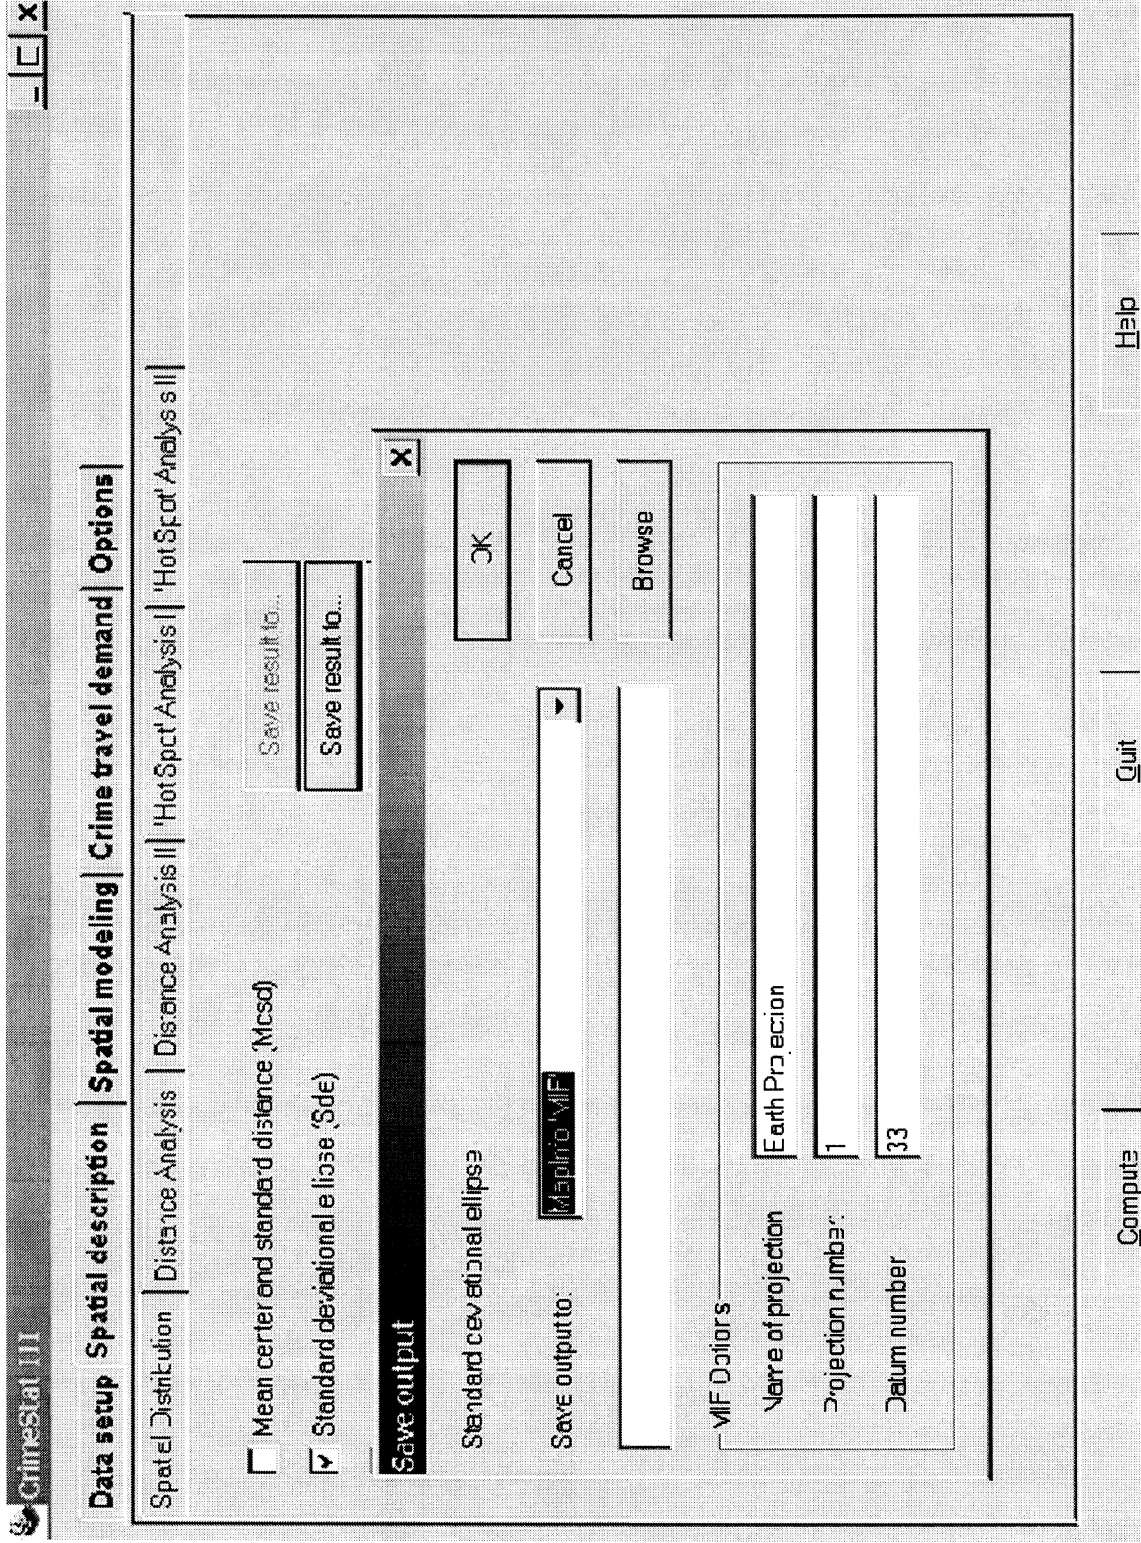 CrimeStat III
Data setup Spatial description Spatial modeling Crime travel demand Options
Distance Analysis Distance Analysis II 'Hot Spot' Analysis I 'Hot Spot' Analysis II
Mean center and standard distance (Mcsd) Save result to...
Standard deviational ellipse (Sde) Save result to...
Save output
Standard deviational ellipse OK
Save output to: MapInfo 'MIF' Cancel
Browse
MIF Options
Name of projection Earth Projection
Projection number: 1
Datum number 33
Compute Quit Help